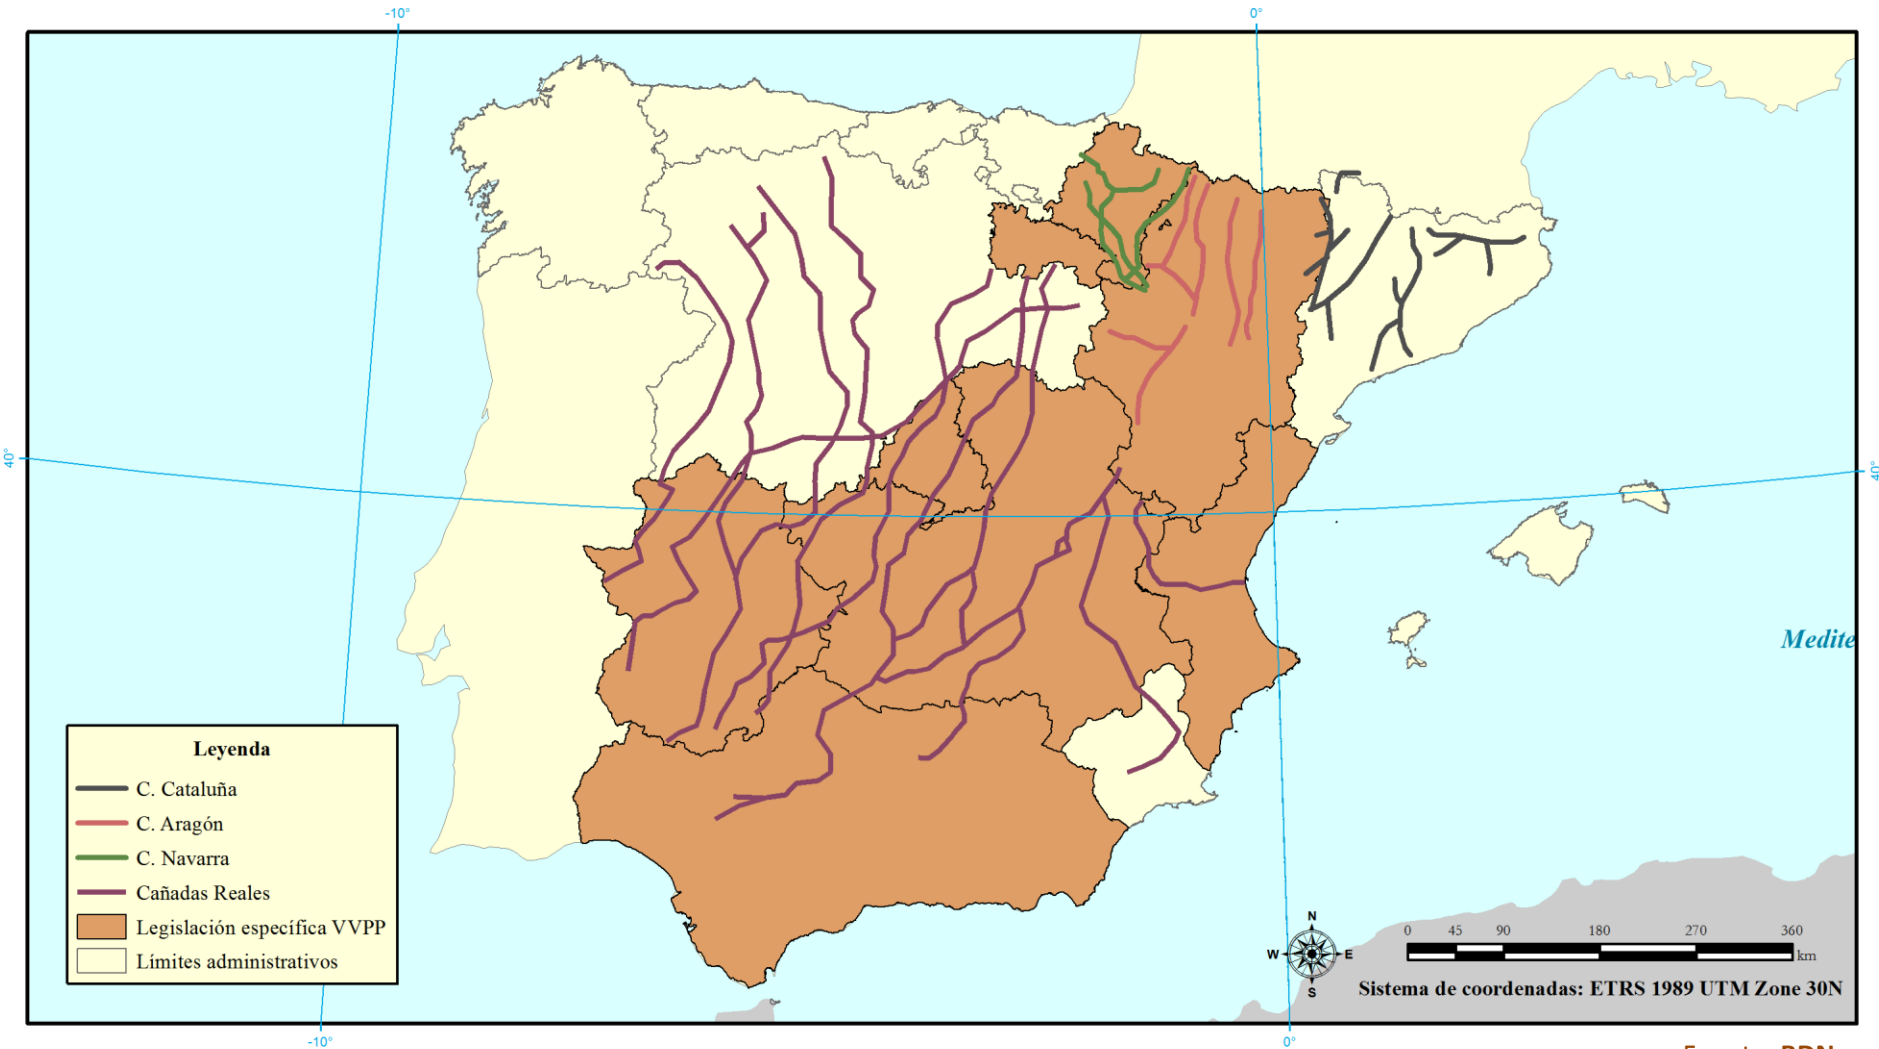 -10°
0°
40°
40°
Medite
Leyenda
C. Cataluña
C. Aragón
C. Navarra
Cañadas Reales
Legislación específica VVPP
Límites administrativos
N
W
E
S
0 45 90 180 270 360
km
Sistema de coordenadas: ETRS 1989 UTM Zone 30N
-10°
0°